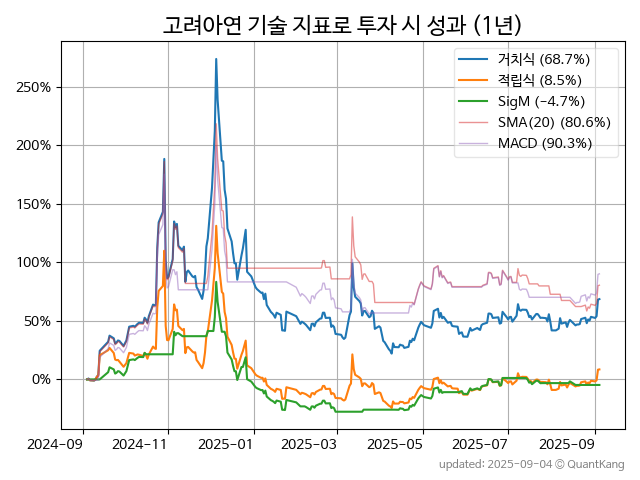 고려아연 기술 지표로 투자 시 성과 (1년)
거치식 (68.7%)
적립식 (8.5%)
SigM (-4.7%)
SMA(20) (80.6%)
MACD (90.3%)
250%
200%
150%
100%
50%
0%
2024-09
2024-11
2025-01
2025-03
2025-05
2025-07
2025-09
updated: 2025-09-04 ⓒ QuantKang